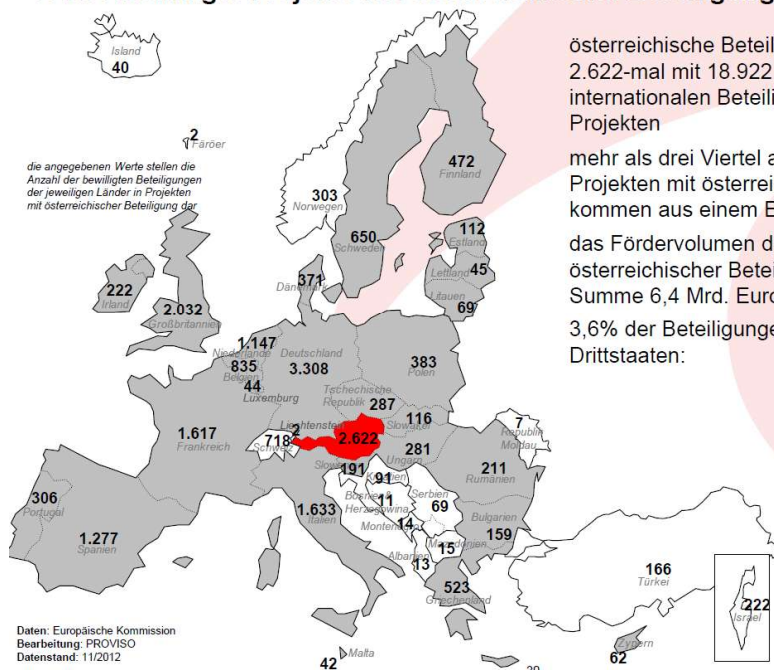 Island
40
2
Färöer
die angegebenen Werte stellen die
Anzahl der bewilligten Beteiligungen
der jeweiligen Länder in Projekten
mit österreichischer Beteiligung dar
österreichische Beteil
2.622-mal mit 18.922
internationalen Beteili
Projekten
mehr als drei Viertel a
Projekten mit österrei
kommen aus einem E
das Fördervolumen d
österreichischer Betei
Summe 6,4 Mrd. Euro
3,6% der Beteiligunge
Drittstaaten:
472
Finnland
303
Norwegen
650
Schweden
112
Estland
Lettland 45
Litauen
69
371
Dänemark
222
Irland
2.032
Großbritannien
1.147
Niederlande
835
Belgien
44
Luxemburg
Deutschland
3.308
383
Polen
Tschechische
Republik 287
116
Slowakei
Liechtenstein
2
2.622
718
Schweiz
1.617
Frankreich
281
Ungarn
7
Republik
Moldau
211
Rumänien
191
91
Kroatien
Bosnien &
11
Herzegowina
Serbien
69
Montenegro
14
Bulgarien
159
15
Albanien
13
1.633
Italien
306
Portugal
1.277
Spanien
523
Griechenland
166
Türkei
222
Israel
Zypern
62
42
Malta
Daten: Europäische Kommission
Bearbeitung: PROVISO
Datenstand: 11/2012